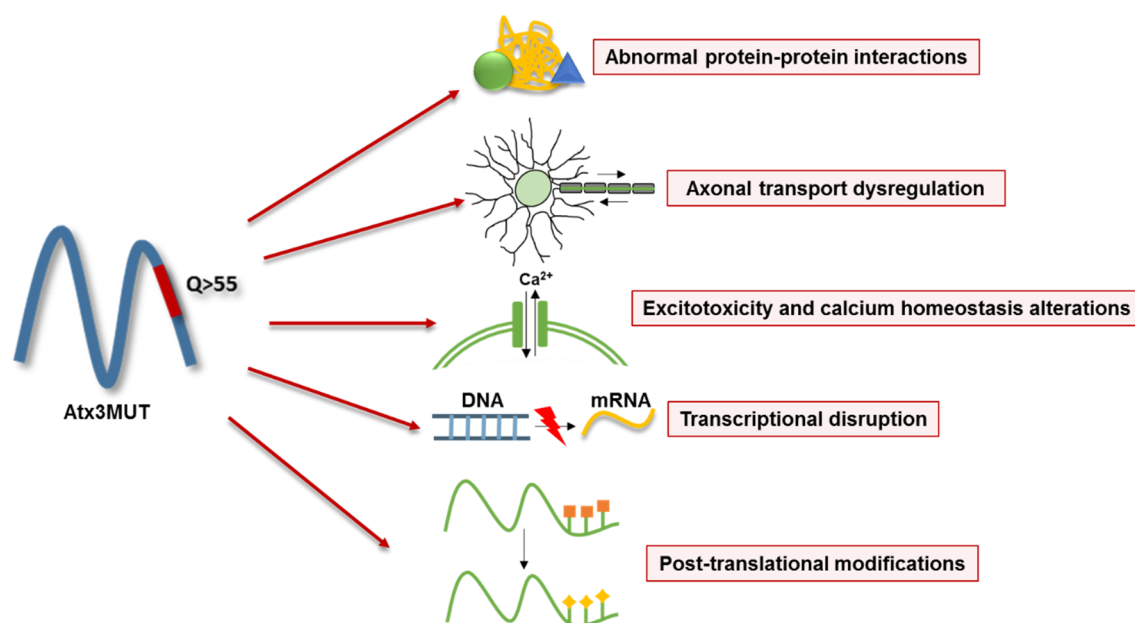 Abnormal protein-protein interactions
Axonal transport dysregulation
Q>55
Ca²⁺
Excitotoxicity and calcium homeostasis alterations
Atx3MUT
DNA
mRNA
Transcriptional disruption
Post-translational modifications